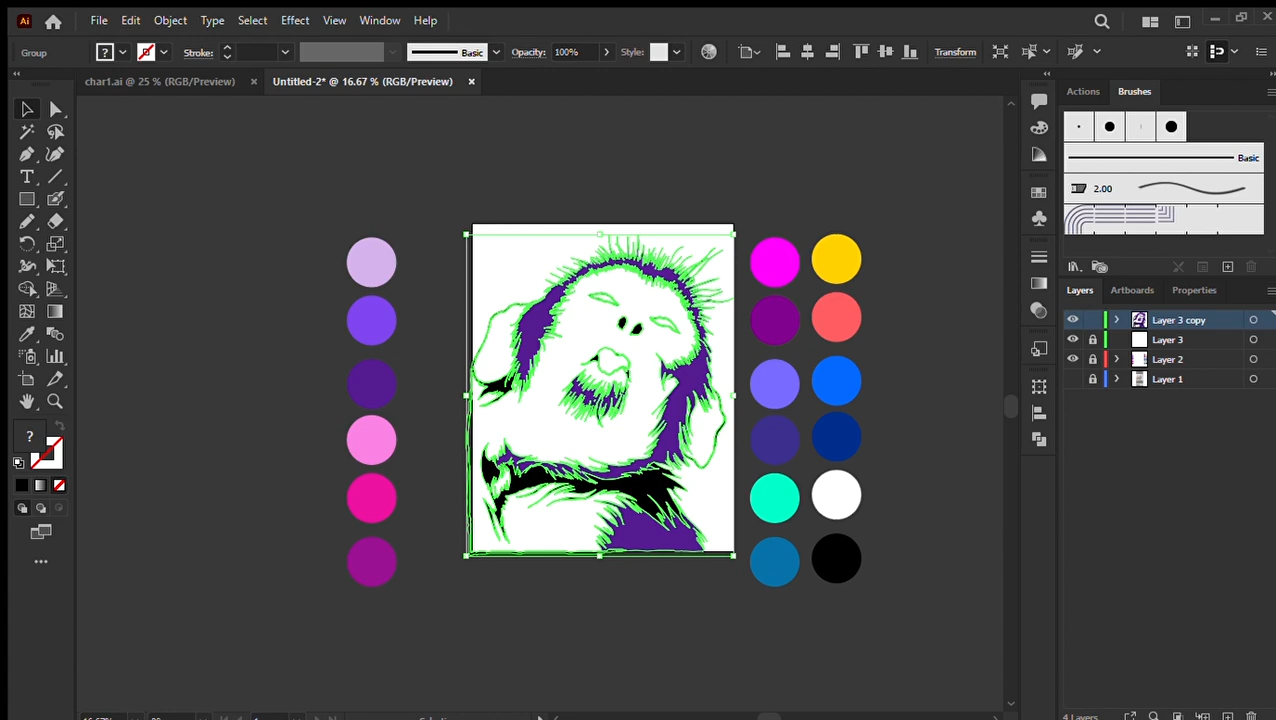 Ai File Edit Object Type Select Effect View Window Help
Group ? Stroke: Basic Opacity: 100% Style: Transform
char1.ai @ 25 % (RGB/Preview) × Untitled-2* @ 16.67 % (RGB/Preview) ×
Actions Brushes
Basic
2.00
Layers Artboards Properties
Layer 3 copy
Layer 3
Layer 2
Layer 1
?
4 Layers